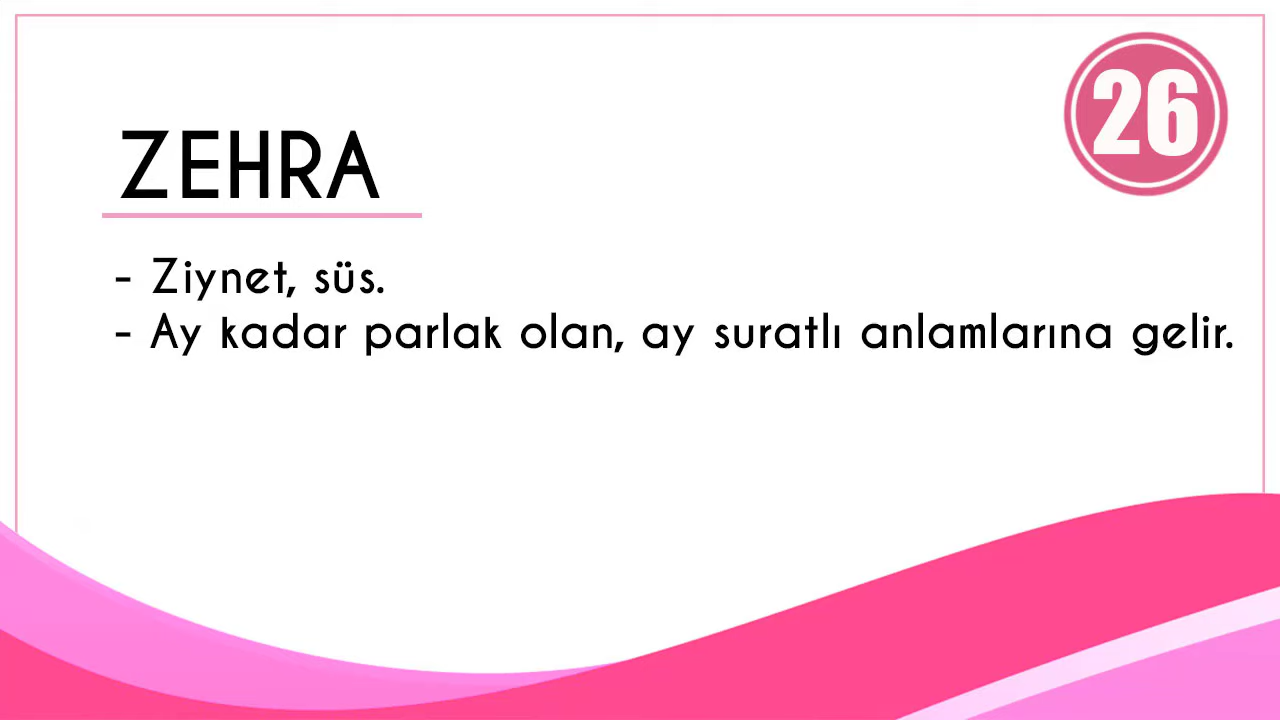 26
ZEHRA
- Ziynet, süs.
- Ay kadar parlak olan, ay suratlı anlamlarına gelir.